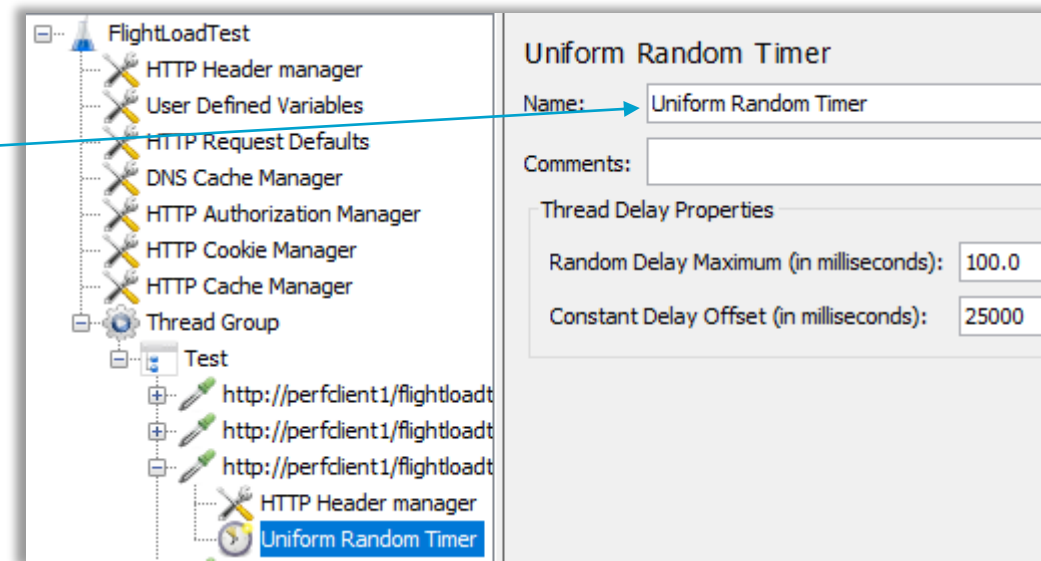 FlightLoadTest
HTTP Header manager
User Defined Variables
HTTP Request Defaults
DNS Cache Manager
HTTP Authorization Manager
HTTP Cookie Manager
HTTP Cache Manager
Thread Group
Test
http://perfclient1/flightloadt
http://perfclient1/flightloadt
http://perfclient1/flightloadt
HTTP Header manager
Uniform Random Timer
Uniform Random Timer
Name: Uniform Random Timer
Comments:
Thread Delay Properties
Random Delay Maximum (in milliseconds): 100.0
Constant Delay Offset (in milliseconds): 25000